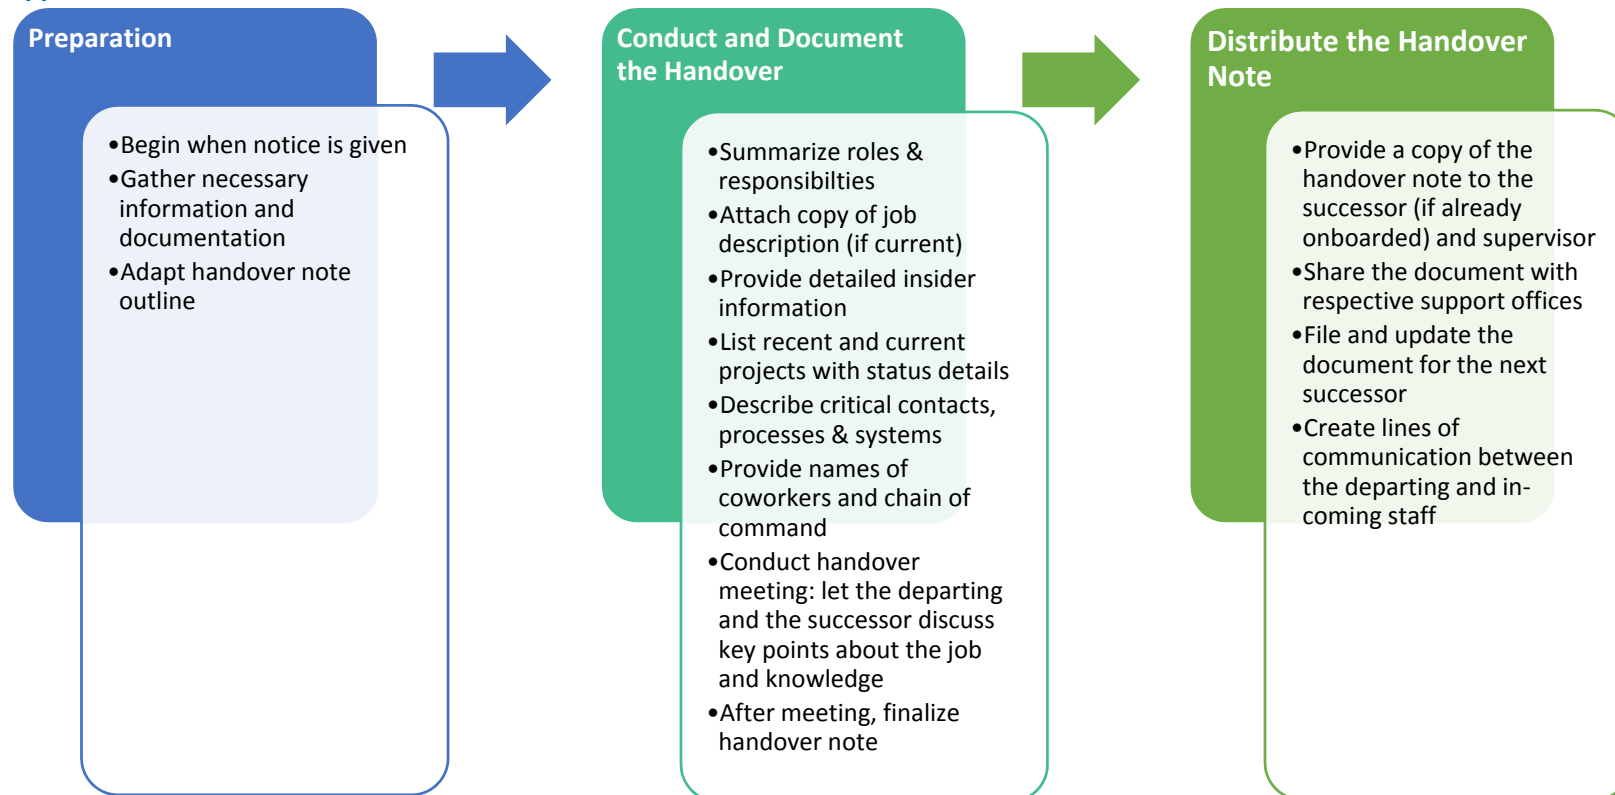 Preparation
•Begin when notice is given
•Gather necessary
information and
documentation
•Adapt handover note
outline
Conduct and Document
the Handover
•Summarize roles &
responsibilties
•Attach copy of job
description (if current)
•Provide detailed insider
information
•List recent and current
projects with status details
•Describe critical contacts,
processes & systems
•Provide names of
coworkers and chain of
command
•Conduct handover
meeting: let the departing
and the successor discuss
key points about the job
and knowledge
•After meeting, finalize
handover note
Distribute the Handover
Note
•Provide a copy of the
handover note to the
successor (if already
onboarded) and supervisor
•Share the document with
respective support offices
•File and update the
document for the next
successor
•Create lines of
communication between
the departing and in-
coming staff